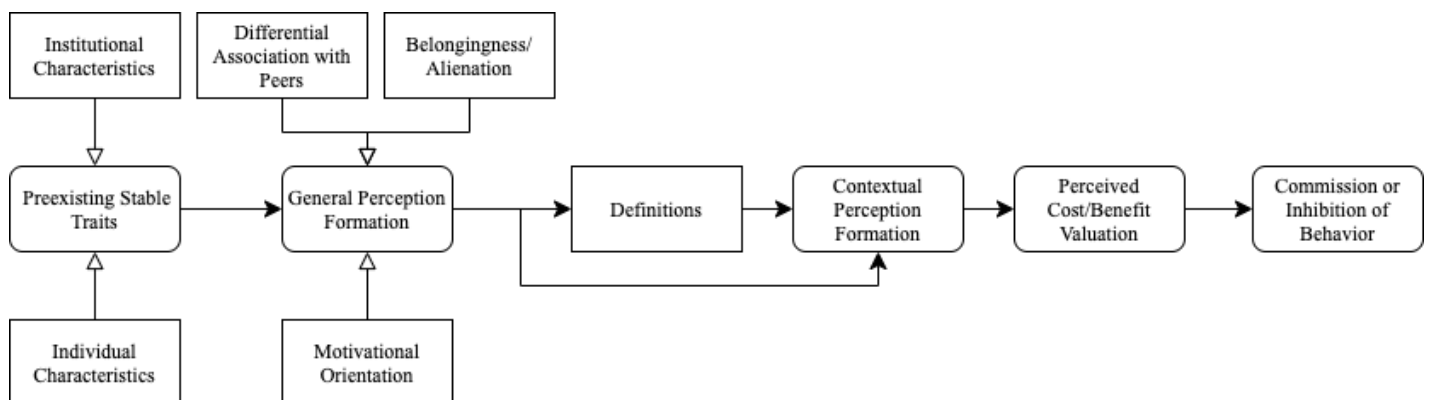 Institutional
Characteristics
Differential
Association with
Peers
Belongingness/
Alienation
Preexisting Stable
Traits
General Perception
Formation
Definitions
Contextual
Perception
Formation
Perceived
Cost/Benefit
Valuation
Commission or
Inhibition of
Behavior
Individual
Characteristics
Motivational
Orientation